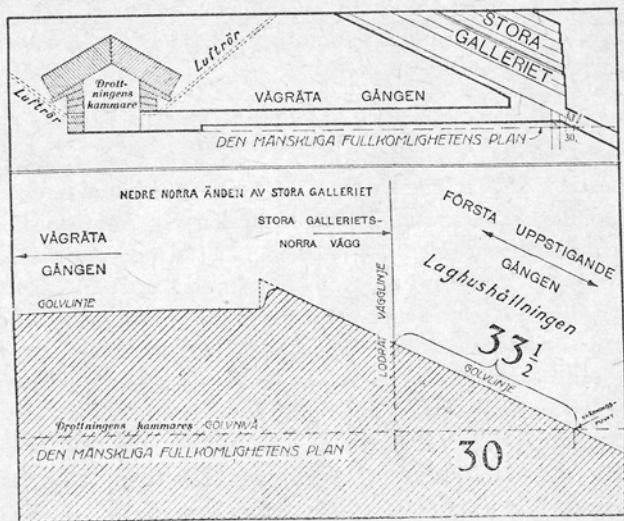 STORA
GALLERIET
Luftrör
Luftrör
Drottningens
kammare
VÅGRÄTA GÅNGEN
DEN MÄNSKLIGA FULLKOMLIGHETENS PLAN
30.
NEDRE NORRA ÄNDEN AV STORA GALLERIET
STORA GALLERIETS-
NORRA VÄGG
VÅGRÄTA
GÅNGEN
GOLVLINJE
LODRÄT VÄGGLINJE
FÖRSTA UPPSTIGANDE
GÅNGEN
Laghushållningen
33 1/2
GOLVLINJE
Drottningens kammares GOLVNIVÅ
DEN MÄNSKLIGA FULLKOMLIGHETENS PLAN
30